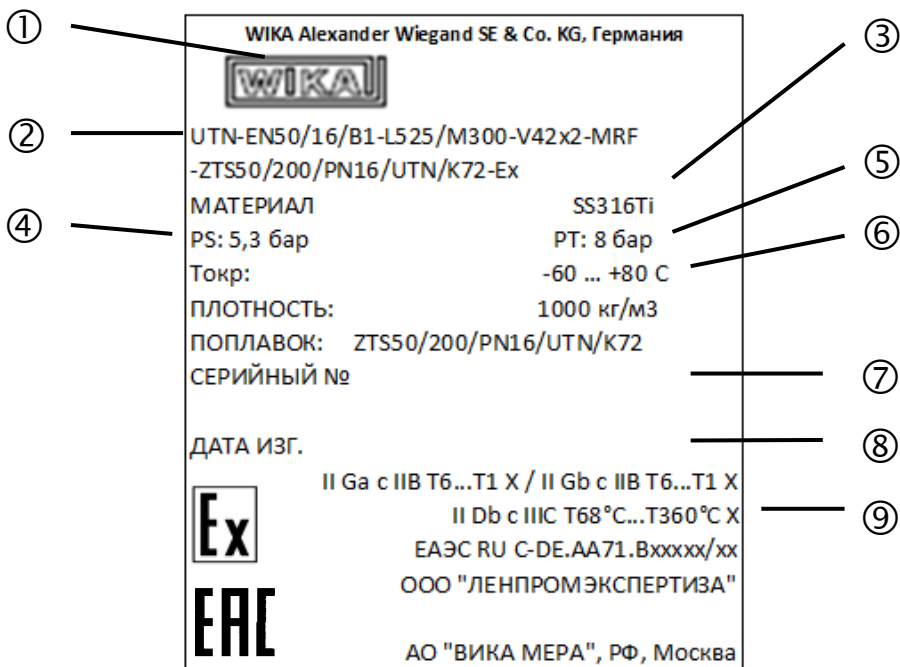 ①
WIKA Alexander Wiegand SE & Co. KG, Германия
③
WIKA
②
UTN-EN50/16/B1-L525/M300-V42x2-MRF
-ZTS50/200/PN16/UTN/K72-Ex
⑤
МАТЕРИАЛ SS316Ti
④
PS: 5,3 бар PT: 8 бар
⑥
Токр: -60 ... +80 С
ПЛОТНОСТЬ: 1000 кг/м3
ПОПЛАВОК: ZTS50/200/PN16/UTN/K72
СЕРИЙНЫЙ №
⑦
ДАТА ИЗГ.
⑧
II Ga c IIB T6...T1 X / II Gb c IIB T6...T1 X
Ex
II Db c IIIC T68°C...T360°C X
⑨
ЕАЭС RU C-DE.AA71.Bxxxxx/xx
ООО "ЛЕНПРОМЭКСПЕРТИЗА"
EAC
АО "ВИКА МЕРА", РФ, Москва